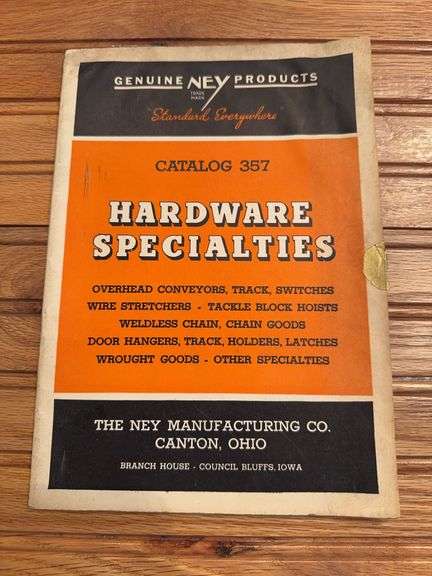 GENUINE NEY PRODUCTS
TRADE MARK
Standard Everywhere
CATALOG 357
HARDWARE
SPECIALTIES
OVERHEAD CONVEYORS, TRACK, SWITCHES
WIRE STRETCHERS - TACKLE BLOCK HOISTS
WELDLESS CHAIN, CHAIN GOODS
DOOR HANGERS, TRACK, HOLDERS, LATCHES
WROUGHT GOODS - OTHER SPECIALTIES
THE NEY MANUFACTURING CO.
CANTON, OHIO
BRANCH HOUSE - COUNCIL BLUFFS, IOWA